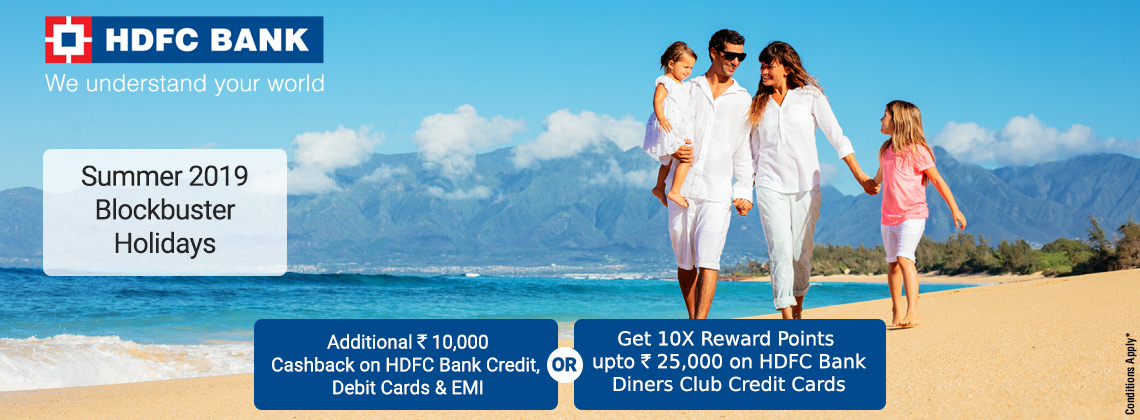 HDFC BANK
We understand your world
Summer 2019
Blockbuster
Holidays
Additional ₹ 10,000
Cashback on HDFC Bank Credit,
Debit Cards & EMI
OR
Get 10X Reward Points
upto ₹ 25,000 on HDFC Bank
Diners Club Credit Cards
Conditions Apply*